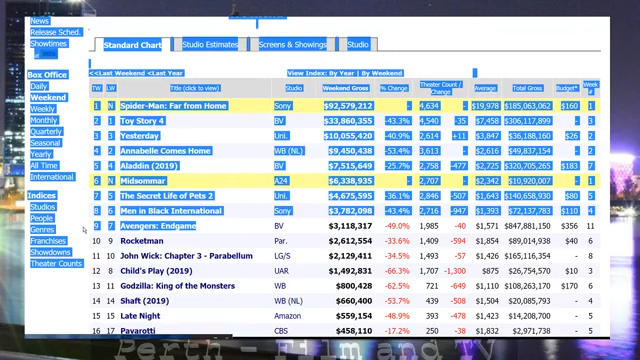 News
Release Sched.
Showtimes
Box Office
Daily
Weekend
Weekly
Monthly
Quarterly
Seasonal
Yearly
All Time
International
Indices
Studios
People
Genres
Franchises
Showdowns
Theater Counts
Standard Chart Studio Estimates Screens & Showings Studio
<<Last Weekend <Last Year View Index: By Year | By Weekend
TW LW Title (click to view) Studio Weekend Gross % Change Theater Count / Change Average Total Gross Budget* Week #
1 N Spider-Man: Far from Home Sony $92,579,212 - 4,634 - $19,978 $185,063,062 $160 1
2 1 Toy Story 4 BV $33,860,355 -43.3% 4,540 -35 $7,458 $306,117,899 - 3
3 3 Yesterday Uni. $10,055,420 -40.9% 2,614 +11 $3,847 $36,188,160 $26 2
4 2 Annabelle Comes Home WB (NL) $9,450,438 -53.4% 3,613 - $2,616 $49,837,154 - 2
5 4 Aladdin (2019) BV $7,515,649 -25.7% 2,758 -477 $2,725 $320,705,265 $183 7
6 N Midsommar A24 $6,338,935 - 2,707 - $2,342 $10,920,007 - 1
7 5 The Secret Life of Pets 2 Uni. $4,675,595 -36.1% 2,846 -507 $1,643 $140,658,930 $80 5
8 6 Men in Black International Sony $3,782,098 -43.4% 2,716 -947 $1,393 $72,137,783 $110 4
9 7 Avengers: Endgame BV $3,118,317 -49.0% 1,985 -40 $1,571 $847,881,150 $356 11
10 9 Rocketman Par. $2,612,554 -33.6% 1,409 -594 $1,854 $89,014,938 $40 6
11 10 John Wick: Chapter 3 - Parabellum LG/S $2,129,411 -34.5% 1,493 -57 $1,426 $165,116,354 - 8
12 8 Child's Play (2019) UAR $1,492,831 -66.3% 1,707 -1,300 $875 $26,754,570 $10 3
13 11 Godzilla: King of the Monsters WB $800,428 -62.5% 721 -649 $1,110 $108,263,170 $170 6
14 14 Shaft (2019) WB (NL) $660,400 -53.7% 439 -508 $1,504 $20,085,793 - 4
15 15 Late Night Amazon $559,154 -48.9% 393 -478 $1,423 $14,208,700 - 5
16 17 Pavarotti CBS $458,110 -17.2% 250 -38 $1,832 $2,971,738 - 5
Perth - Film and TV